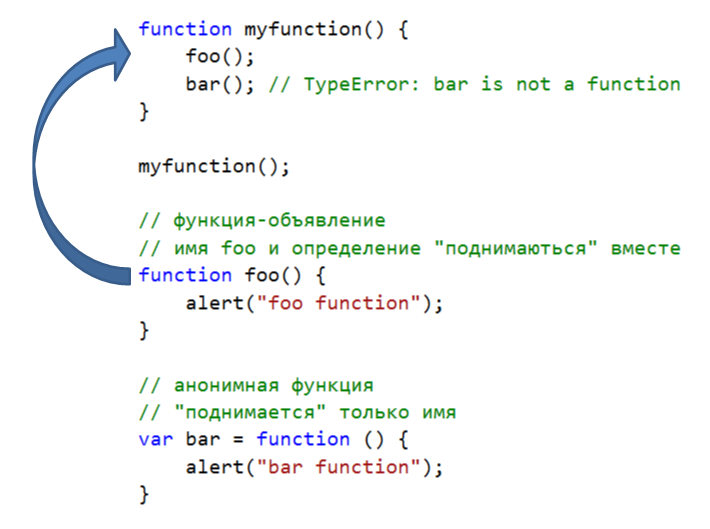 function myfunction() {
    foo();
    bar(); // TypeError: bar is not a function
}
myfunction();
// функция-объявление
// имя foo и определение "поднимаються" вместе
function foo() {
    alert("foo function");
}
// анонимная функция
// "поднимается" только имя
var bar = function () {
    alert("bar function");
}